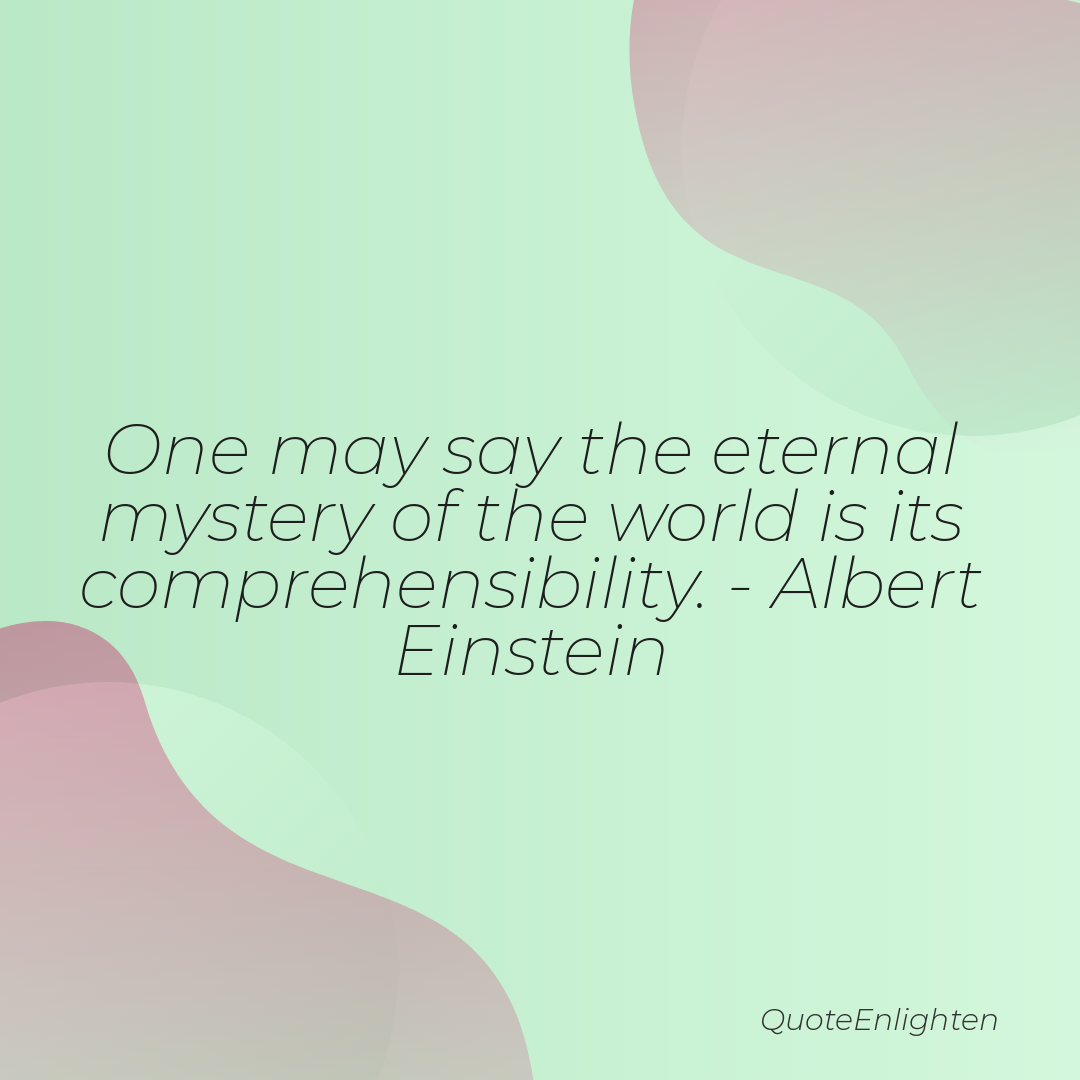 One may say the eternal
mystery of the world is its
comprehensibility. - Albert
Einstein
QuoteEnlighten